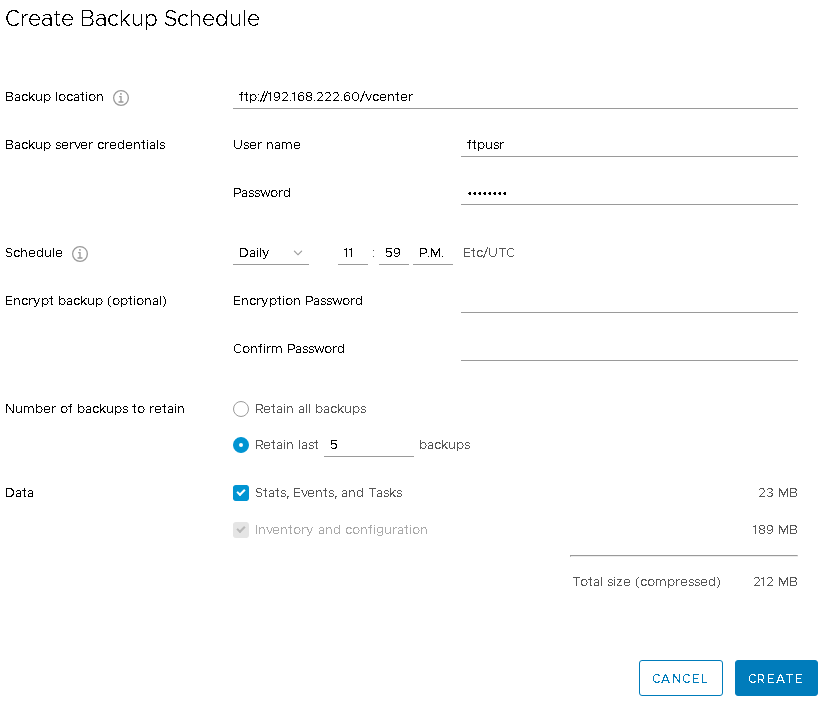 Create Backup Schedule
Backup location
ftp://192.168.222.60/vcenter
Backup server credentials User name ftpusr
Password ••••••••
Schedule Daily 11 : 59 P.M. Etc/UTC
Encrypt backup (optional) Encryption Password
Confirm Password
Number of backups to retain Retain all backups
Retain last 5 backups
Data Stats, Events, and Tasks 23 MB
Inventory and configuration 189 MB
Total size (compressed) 212 MB
CANCEL CREATE